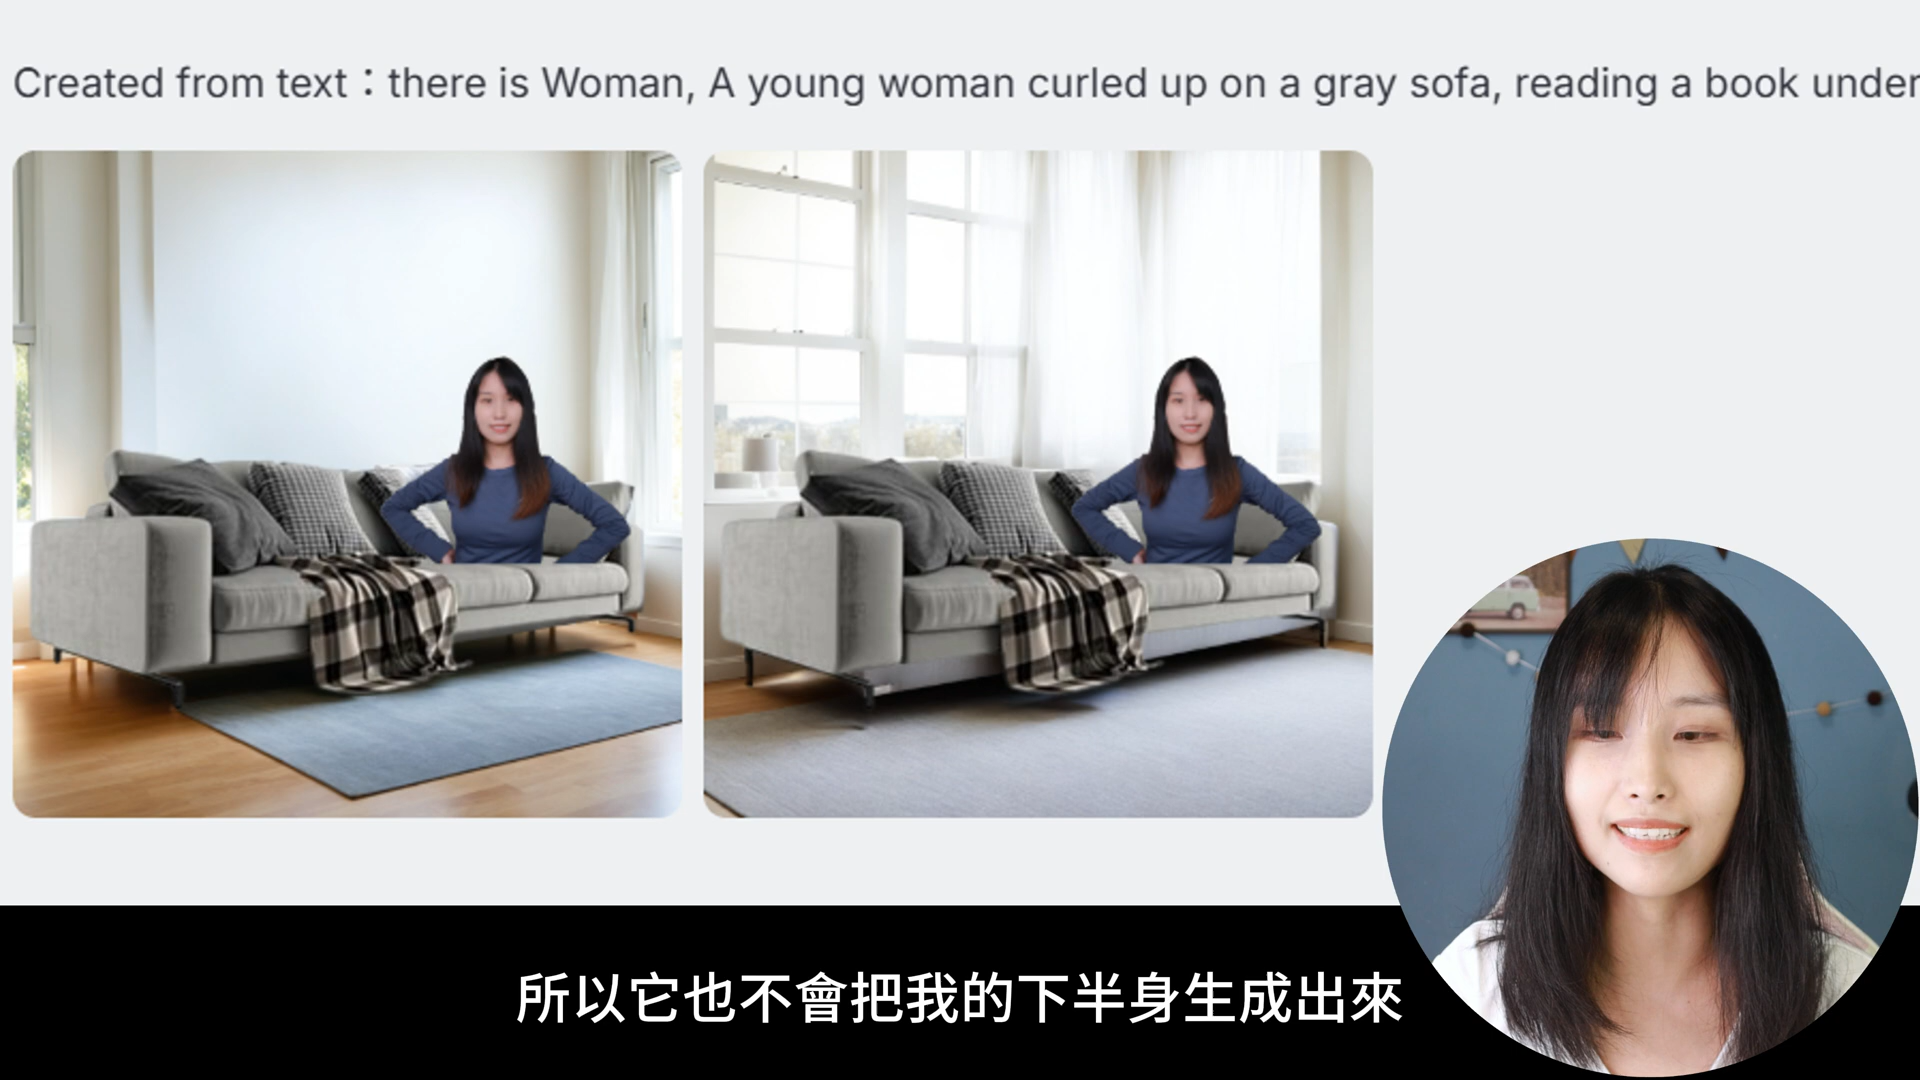 Created from text：there is Woman, A young woman curled up on a gray sofa, reading a book under
所以它也不會把我的下半身生成出來